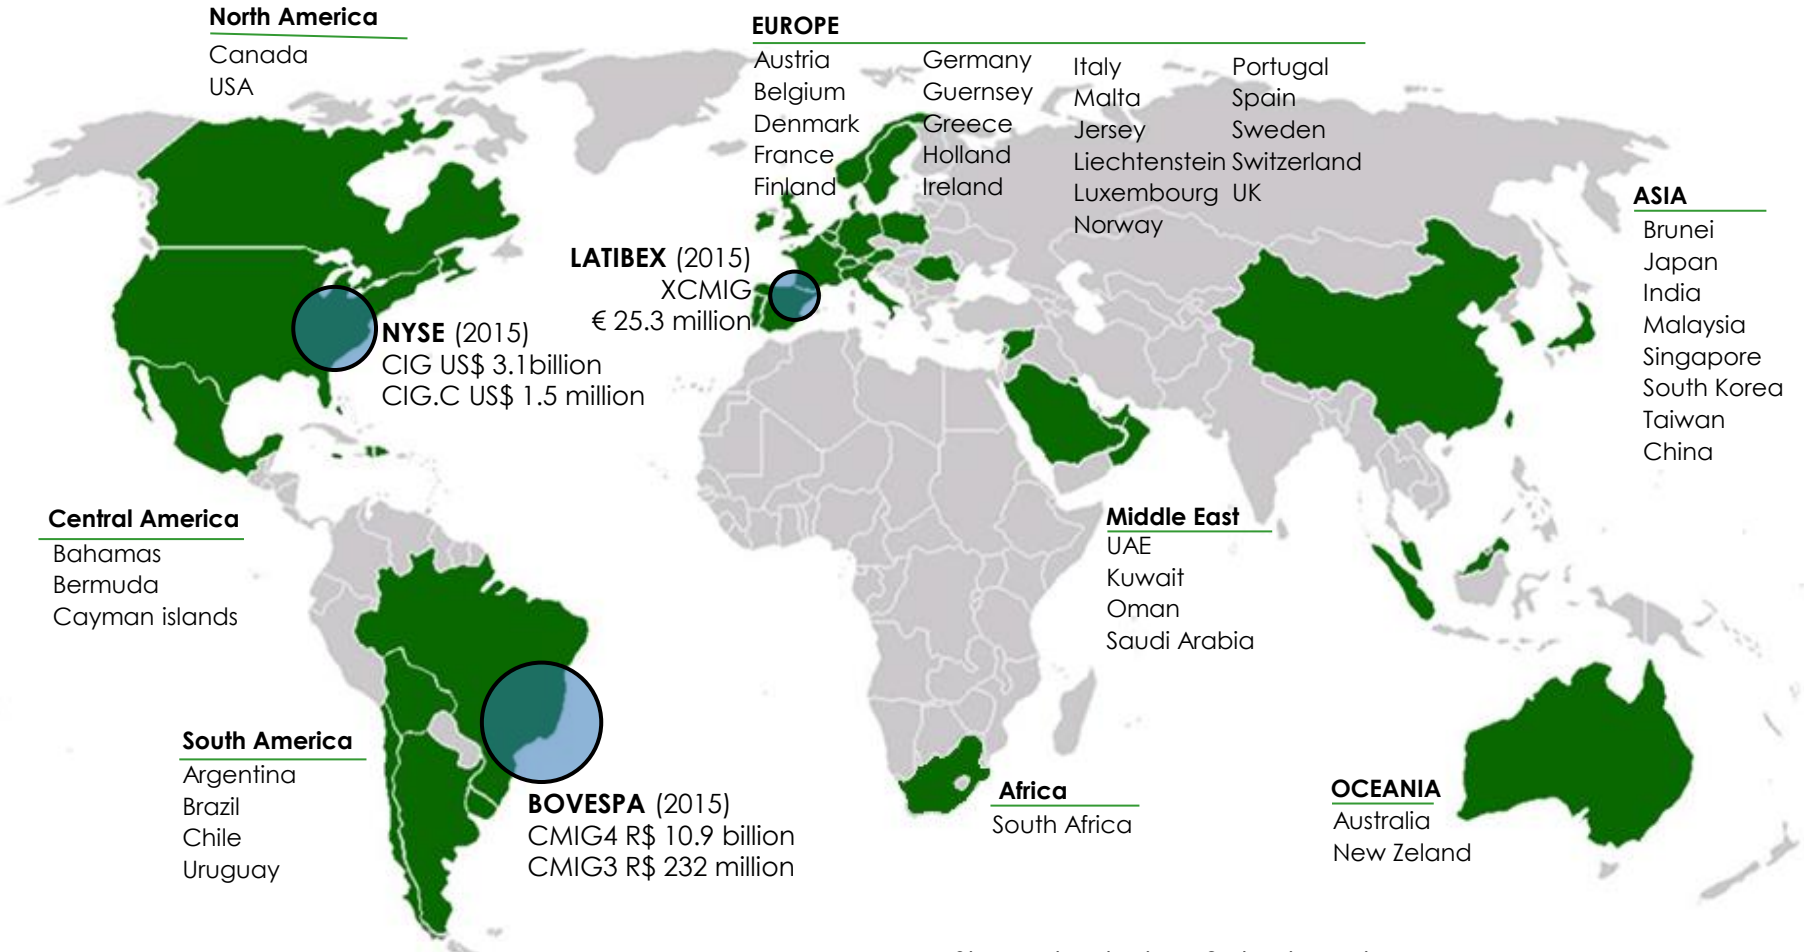 North America
Canada
USA
EUROPE
Austria
Belgium
Denmark
France
Finland
Germany
Guernsey
Greece
Holland
Ireland
Italy
Malta
Jersey
Liechtenstein
Luxembourg
Norway
Portugal
Spain
Sweden
Switzerland
UK
ASIA
Brunei
Japan
India
Malaysia
Singapore
South Korea
Taiwan
China
LATIBEX (2015)
XCMIG
€ 25.3 million
NYSE (2015)
CIG US$ 3.1billion
CIG.C US$ 1.5 million
Central America
Bahamas
Bermuda
Cayman islands
Middle East
UAE
Kuwait
Oman
Saudi Arabia
South America
Argentina
Brazil
Chile
Uruguay
BOVESPA (2015)
CMIG4 R$ 10.9 billion
CMIG3 R$ 232 million
Africa
South Africa
OCEANIA
Australia
New Zeland